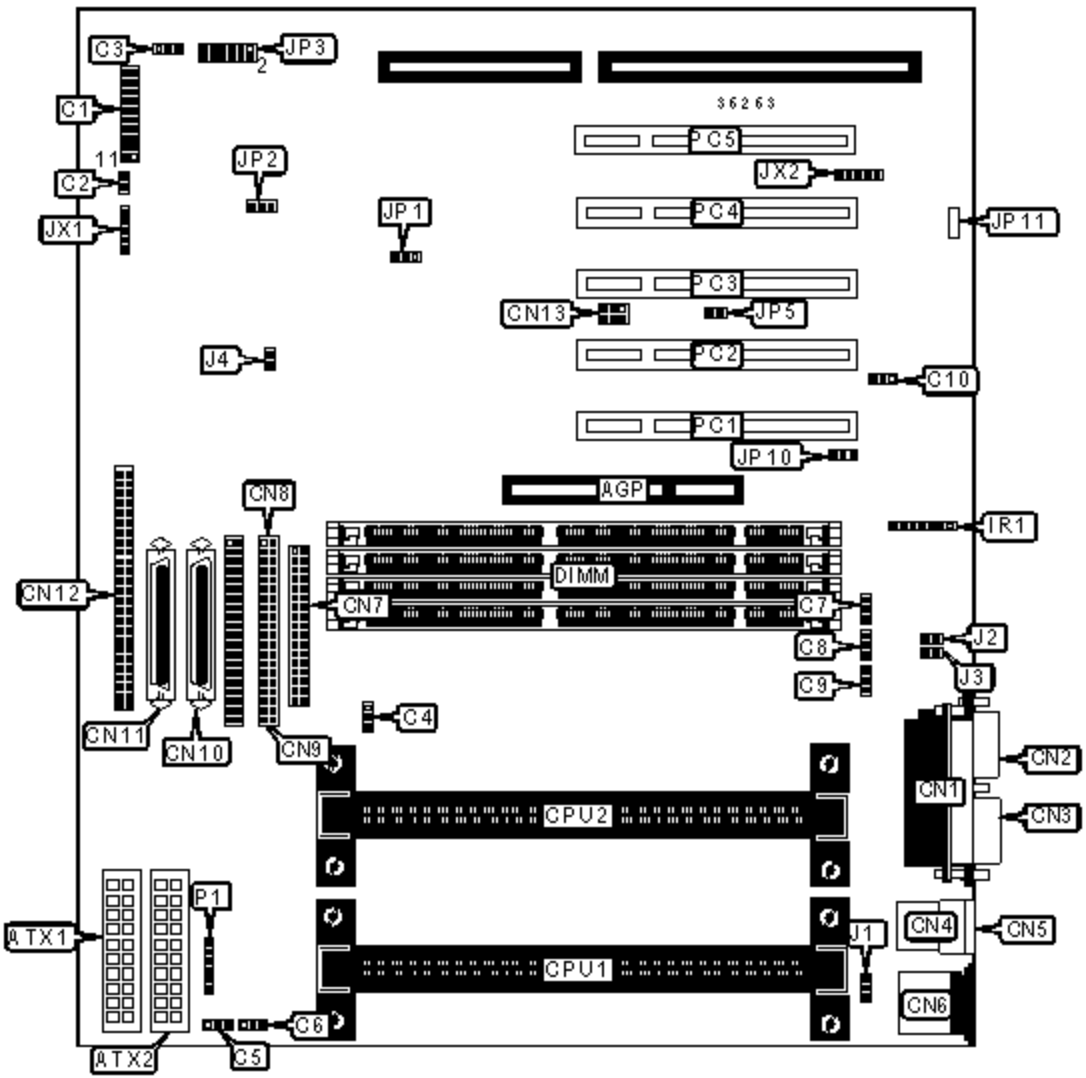 C3
JP3
2
36263
C1
PC5
11
JP2
JX2
C2
JP1
PC4
JX1
JP11
PC3
CN13
JP5
J4
PC2
C10
PC1
JP10
CN8
AGP
IR1
DIMM
CN12
CN7
C7
J2
C8
J3
C9
CN11
CN10
CN9
C4
CN2
CN1
CPU2
CN3
P1
ATX1
CN4
CN5
J1
CPU1
CN6
C6
C5
ATX2